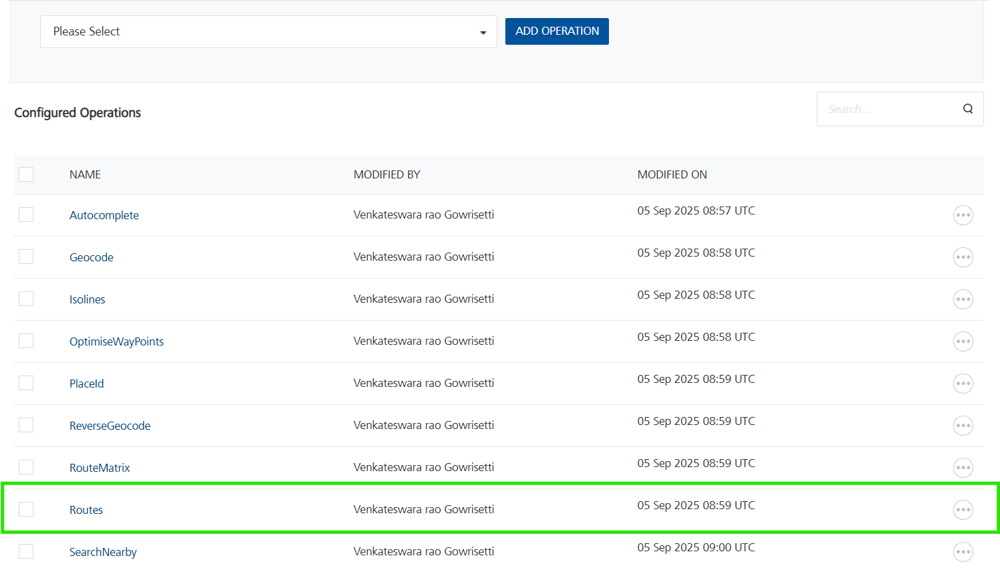 Please Select
ADD OPERATION
Configured Operations
Search...
NAME MODIFIED BY MODIFIED ON
Autocomplete Venkateswara rao Gowrisetti 05 Sep 2025 08:57 UTC
Geocode Venkateswara rao Gowrisetti 05 Sep 2025 08:58 UTC
Isolines Venkateswara rao Gowrisetti 05 Sep 2025 08:58 UTC
OptimiseWayPoints Venkateswara rao Gowrisetti 05 Sep 2025 08:58 UTC
PlaceId Venkateswara rao Gowrisetti 05 Sep 2025 08:59 UTC
ReverseGeocode Venkateswara rao Gowrisetti 05 Sep 2025 08:59 UTC
RouteMatrix Venkateswara rao Gowrisetti 05 Sep 2025 08:59 UTC
Routes Venkateswara rao Gowrisetti 05 Sep 2025 08:59 UTC
SearchNearby Venkateswara rao Gowrisetti 05 Sep 2025 09:00 UTC